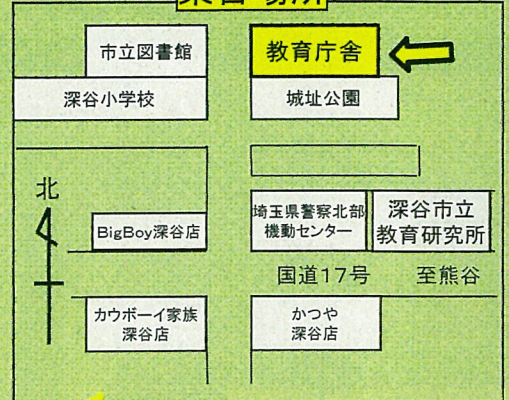 市立図書館
教育庁舎
深谷小学校
城址公園
北
埼玉県警察北部
機動センター
深谷市立
教育研究所
BigBoy深谷店
国道17号
至熊谷
カウボーイ家族
深谷店
かつや
深谷店